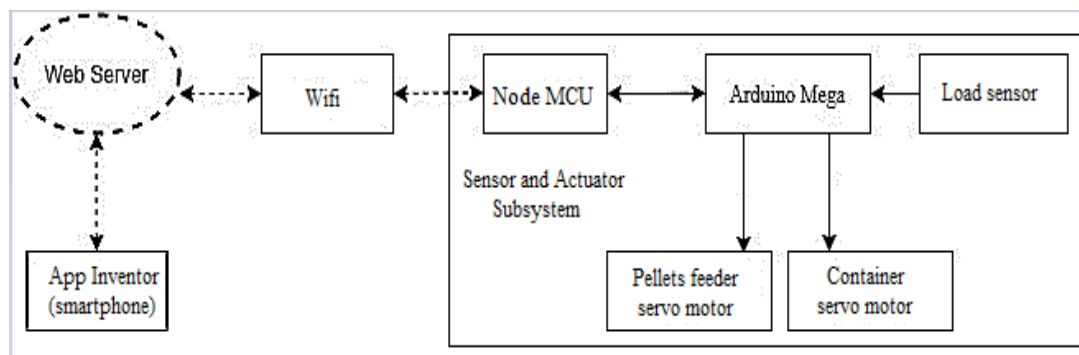 Web Server
Wifi
Node MCU
Arduino Mega
Load sensor
Sensor and Actuator
Subsystem
App Inventor
(smartphone)
Pellets feeder
servo motor
Container
servo motor